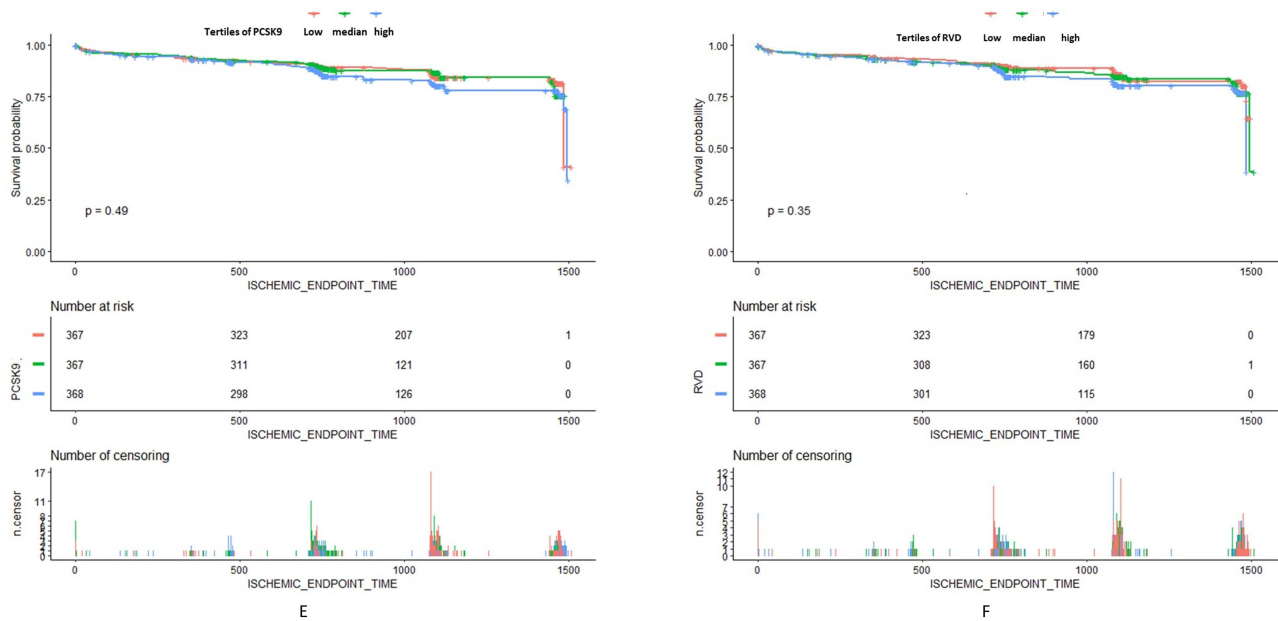 Tertiles of PCSK9 Low median high
1.00
0.75
0.50
0.25
0.00
Survival probability
p = 0.49
0 500 1000 1500
ISCHEMIC_ENDPOINT_TIME
Number at risk
PCSK9
367 323 207 1
367 311 121 0
368 298 126 0
0 500 1000 1500
ISCHEMIC_ENDPOINT_TIME
Number of censoring
n.censor
17
11
9
0 500 1000 1500
ISCHEMIC_ENDPOINT_TIME
E
Tertiles of RVD Low median high
1.00
0.75
0.50
0.25
0.00
Survival probability
p = 0.35
0 500 1000 1500
ISCHEMIC_ENDPOINT_TIME
Number at risk
RVD
367 323 179 0
367 308 160 1
368 301 115 0
0 500 1000 1500
ISCHEMIC_ENDPOINT_TIME
Number of censoring
n.censor
12
11
10
7
0 500 1000 1500
ISCHEMIC_ENDPOINT_TIME
F